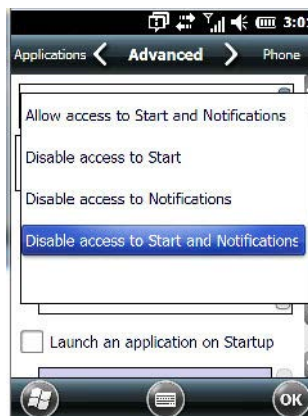 3:0
Applications Advanced Phone
Allow access to Start and Notifications
Disable access to Start
Disable access to Notifications
Disable access to Start and Notifications
Launch an application on Startup
OK